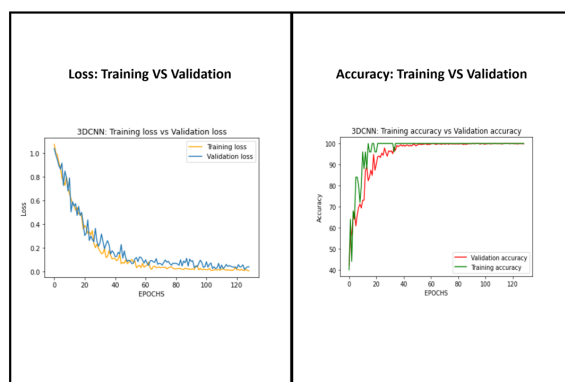 Loss: Training VS Validation
3DCNN: Training loss vs Validation loss
Training loss
Validation loss
1.0
0.8
0.6
0.4
0.2
0.0
Loss
0 20 40 60 80 100 120
EPOCHS
Accuracy: Training VS Validation
3DCNN: Training accuracy vs Validation accuracy
100
90
80
70
60
50
40
Accuracy
Validation accuracy
Training accuracy
0 20 40 60 80 100 120
EPOCHS